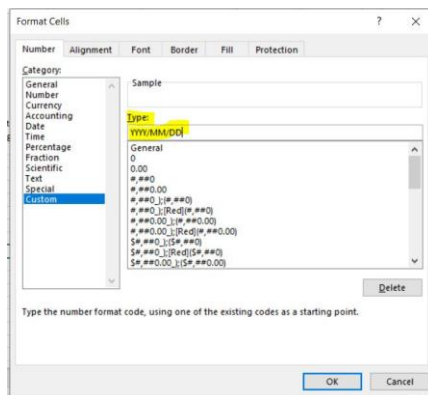 Format Cells
? ×
Number Alignment Font Border Fill Protection
Category:
General
Number
Currency
Accounting
Date
Time
Percentage
Fraction
Scientific
Text
Special
Custom
Sample
Type:
YYYY/MM/DD
General
0
0.00
#,##0
#,##0.00
#,##0_);(#,##0)
#,##0_);[Red](#,##0)
#,##0.00_);(#,##0.00)
#,##0.00_);[Red](#,##0.00)
$#,##0_);($#,##0)
$#,##0_);[Red]($#,##0)
$#,##0.00_);($#,##0.00)
Delete
Type the number format code, using one of the existing codes as a starting point.
OK Cancel